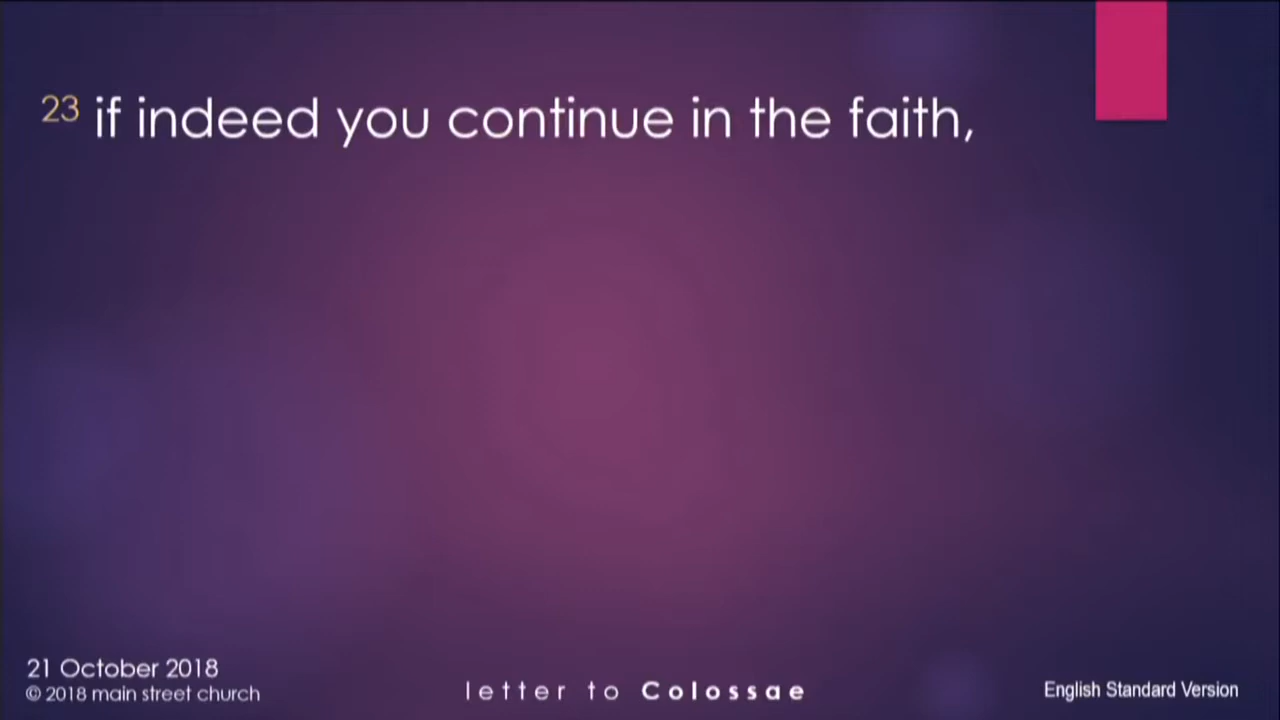 23 if indeed you continue in the faith,
21 October 2018
© 2018 main street church
letter to Colossae
English Standard Version